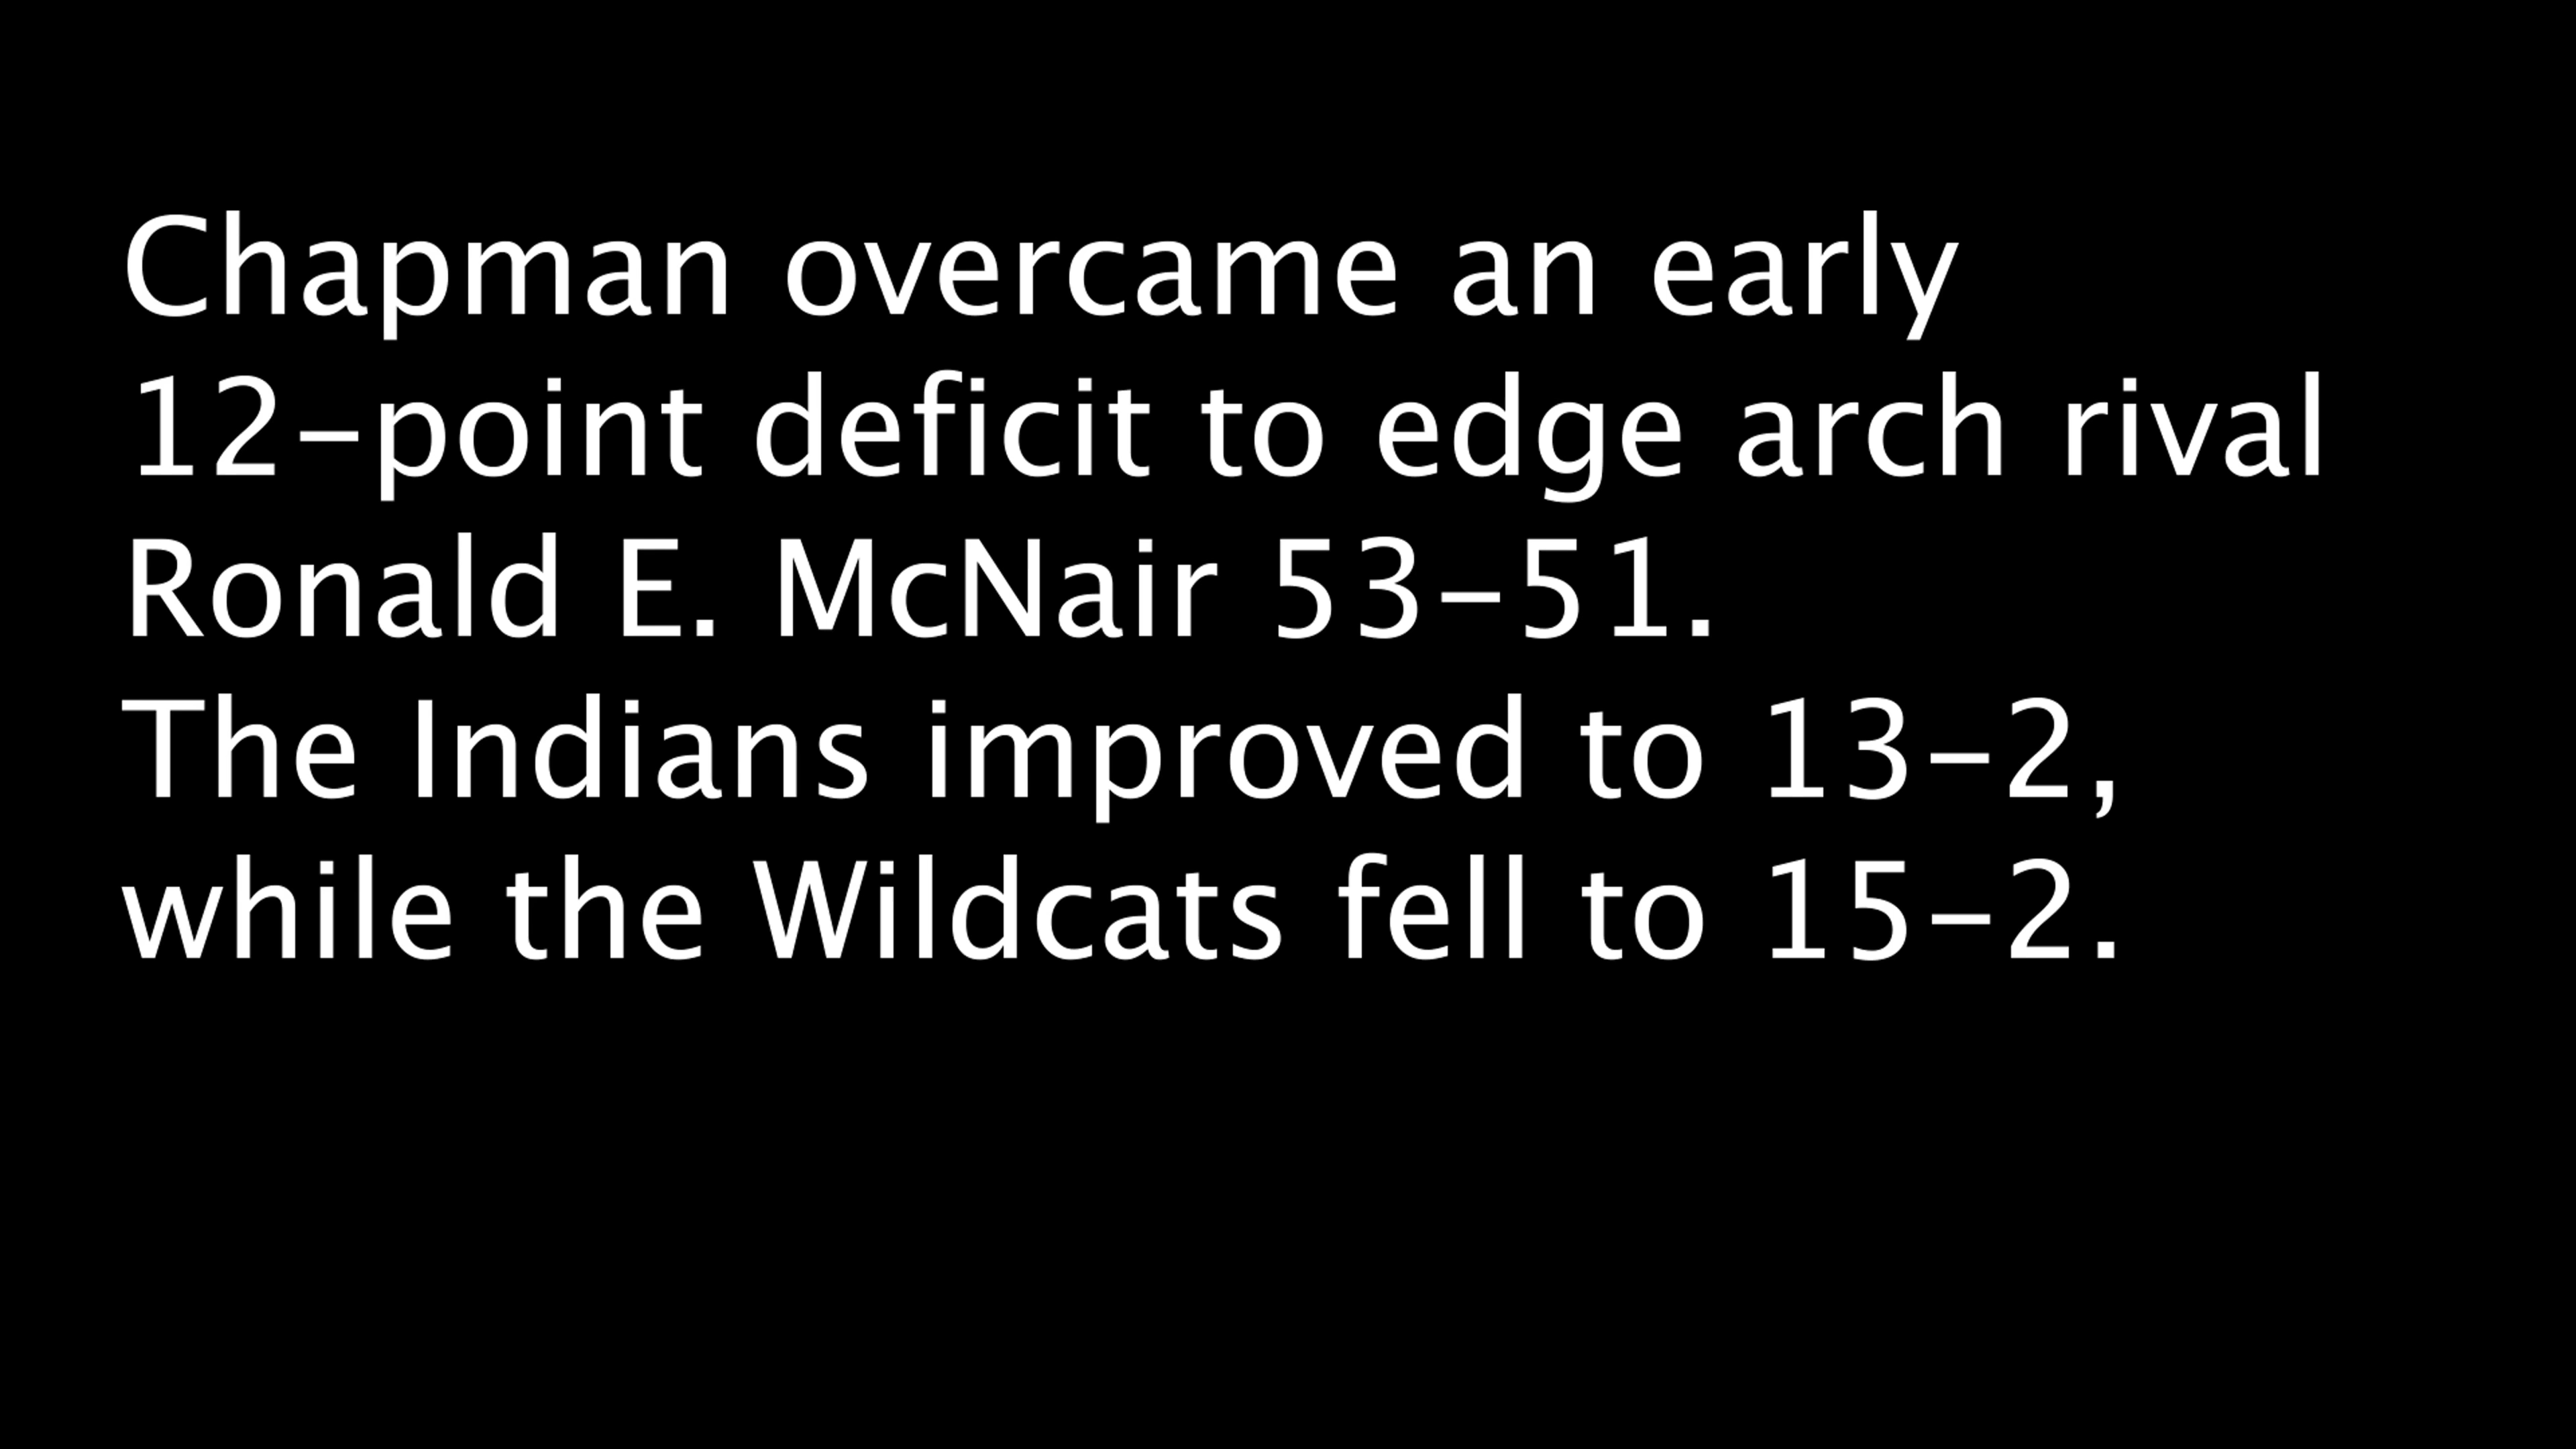 Chapman overcame an early
12-point deficit to edge arch rival
Ronald E. McNair 53-51.
The Indians improved to 13-2,
while the Wildcats fell to 15-2.